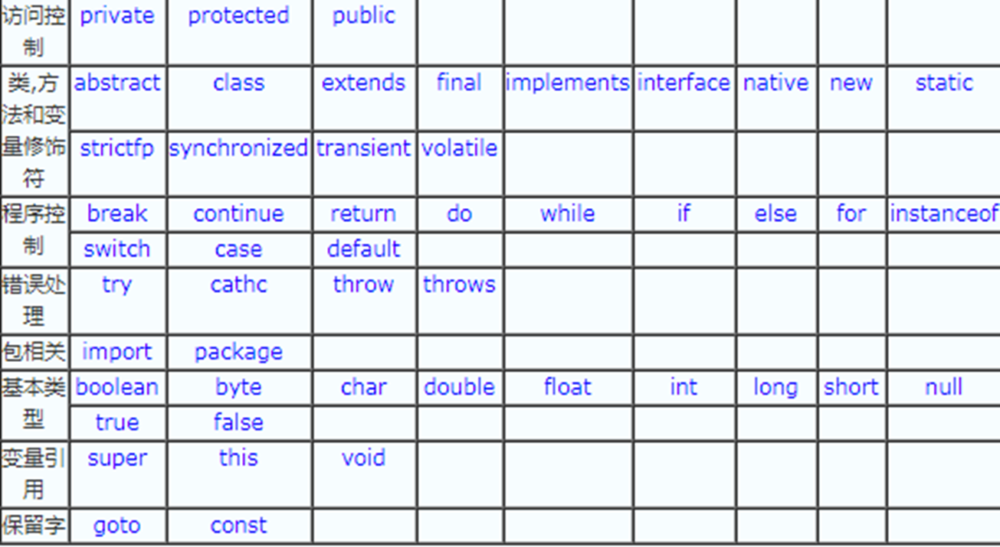 访问控 private protected public
制
类,方 abstract class extends final implements interface native new static
法和变
量修饰 strictfp synchronized transient volatile
符
程序控 break continue return do while if else for instanceof
制 switch case default
错误处 try cathc throw throws
理
包相关 import package
基本类 boolean byte char double float int long short null
型 true false
变量引 super this void
用
保留字 goto const